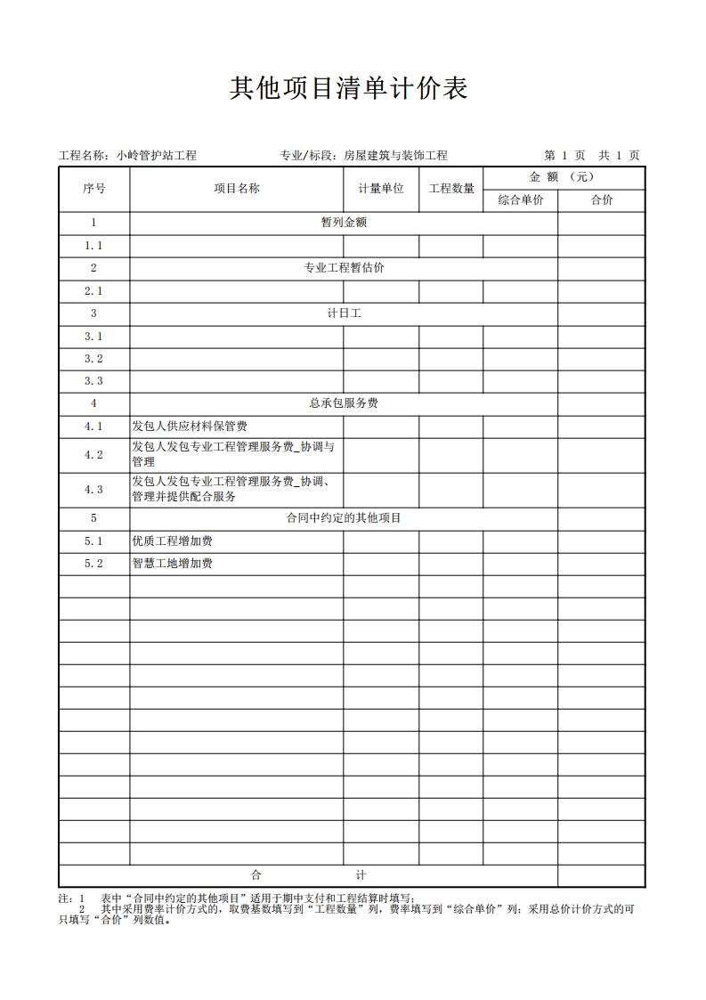 其他项目清单计价表
工程名称：小岭管护站工程 专业/标段：房屋建筑与装饰工程 第 1 页 共 1 页
序号 项目名称 计量单位 工程数量 金 额 （元）
综合单价 合价
1 暂列金额
1.1
2 专业工程暂估价
2.1
3 计日工
3.1
3.2
3.3
4 总承包服务费
4.1 发包人供应材料保管费
4.2 发包人发包专业工程管理服务费_协调与
管理
4.3 发包人发包专业工程管理服务费_协调、
管理并提供配合服务
5 合同中约定的其他项目
5.1 优质工程增加费
5.2 智慧工地增加费
合 计
注：1 表中“合同中约定的其他项目”适用于期中支付和工程结算时填写；
2 其中采用费率计价方式的，取费基数填写到“工程数量”列，费率填写到“综合单价”列；采用总价计价方式的可
只填写“合价”列数值。